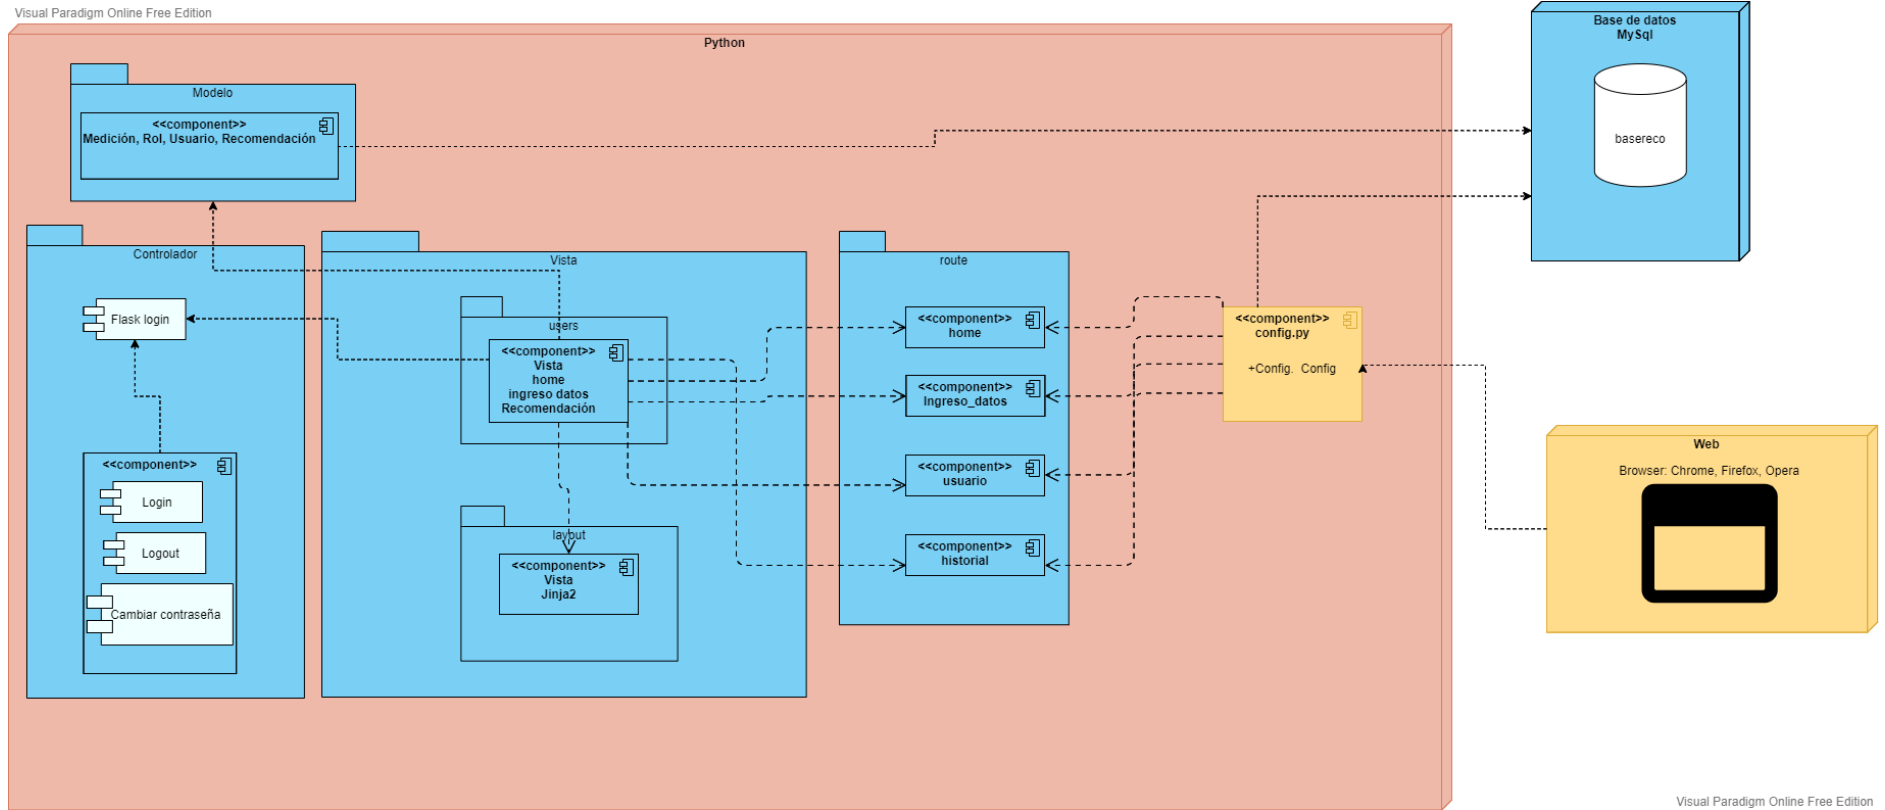 Visual Paradigm Online Free Edition
Python
Base de datos
MySql
basereco
Modelo
<<component>>
Medición, Rol, Usuario, Recomendación
Controlador
Flask login
<<component>>
Login
Logout
Cambiar contraseña
Vista
users
<<component>>
Vista
home
ingreso datos
Recomendación
layout
<<component>>
Vista
Jinja2
route
<<component>>
home
<<component>>
Ingreso_datos
<<component>>
usuario
<<component>>
historial
<<component>>
config.py
+Config. Config
Web
Browser: Chrome, Firefox, Opera
Visual Paradigm Online Free Edition